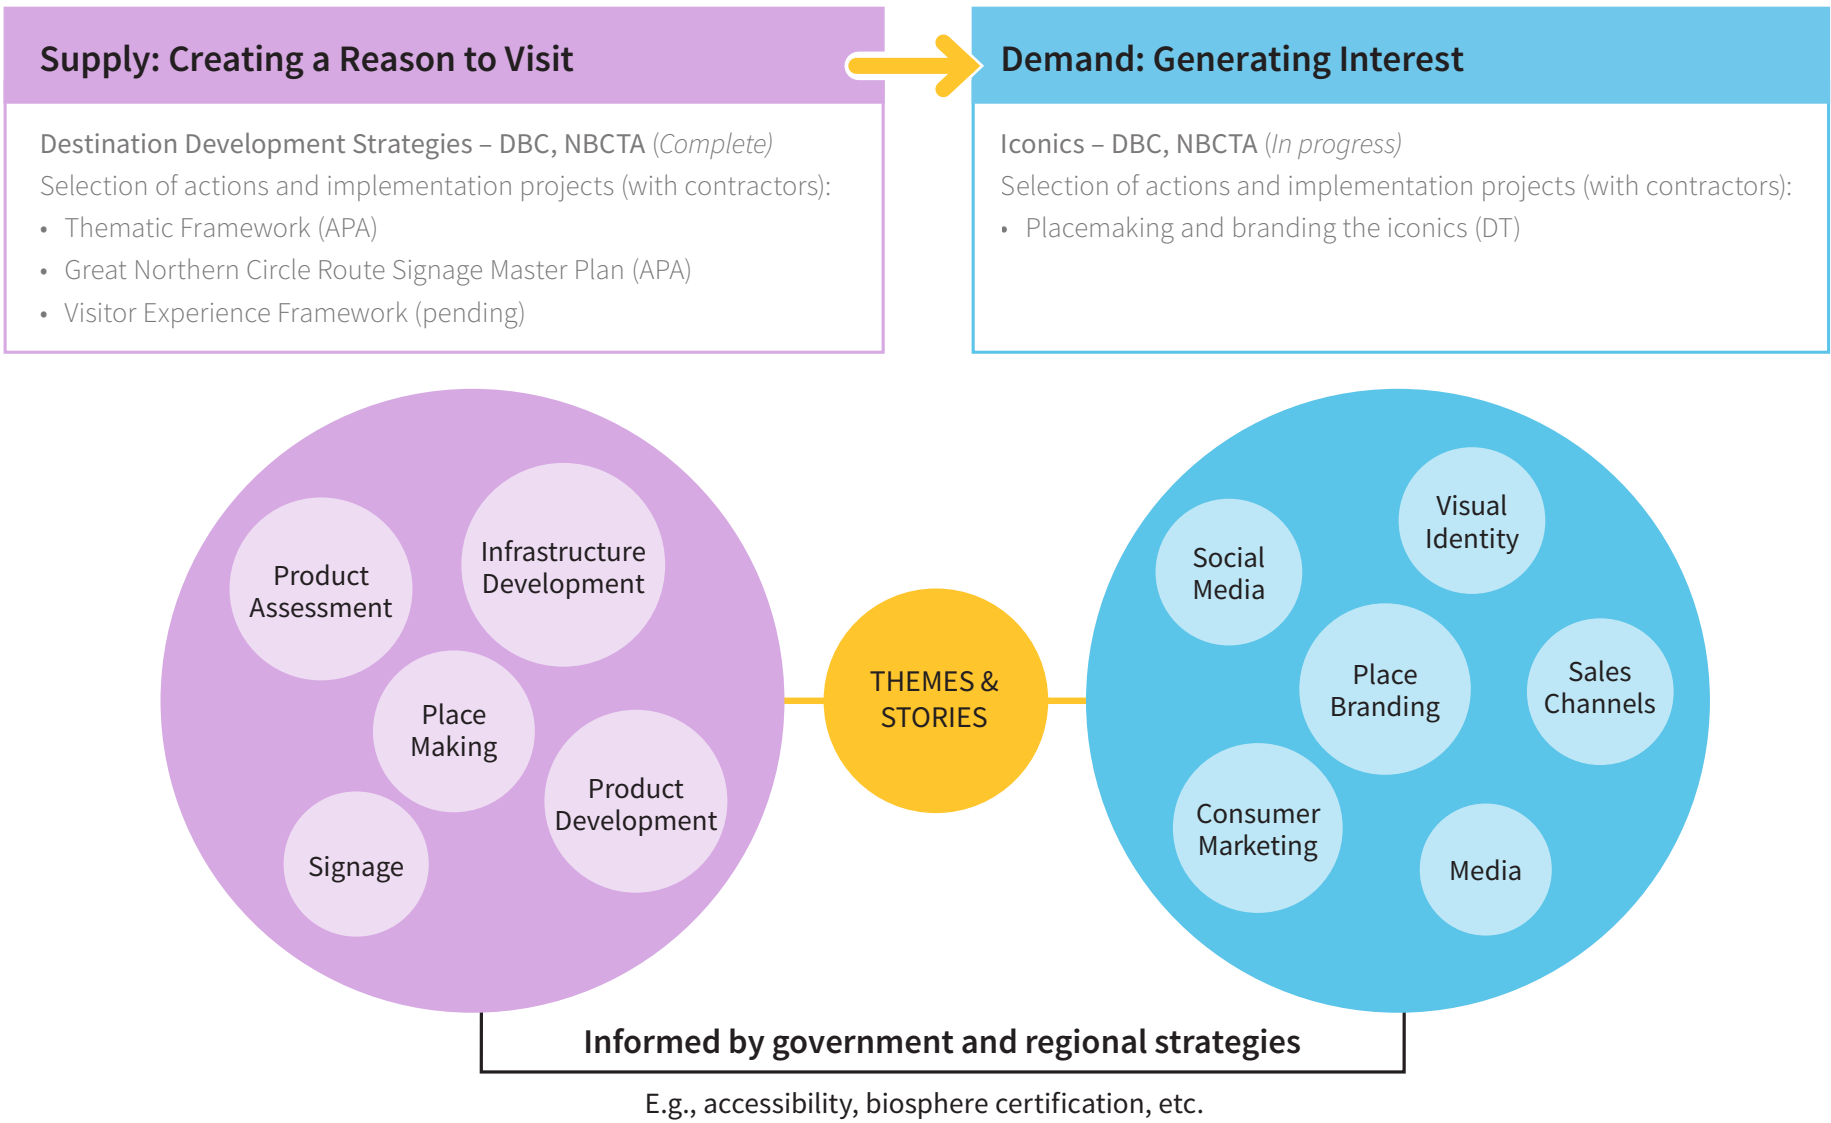 Supply: Creating a Reason to Visit
Destination Development Strategies – DBC, NBCTA (Complete)
Selection of actions and implementation projects (with contractors):
• Thematic Framework (APA)
• Great Northern Circle Route Signage Master Plan (APA)
• Visitor Experience Framework (pending)
Demand: Generating Interest
Iconics – DBC, NBCTA (In progress)
Selection of actions and implementation projects (with contractors):
• Placemaking and branding the iconics (DT)
Product
Assessment
Infrastructure
Development
Place
Making
Product
Development
Signage
THEMES &
STORIES
Social
Media
Visual
Identity
Place
Branding
Sales
Channels
Consumer
Marketing
Media
Informed by government and regional strategies
E.g., accessibility, biosphere certification, etc.